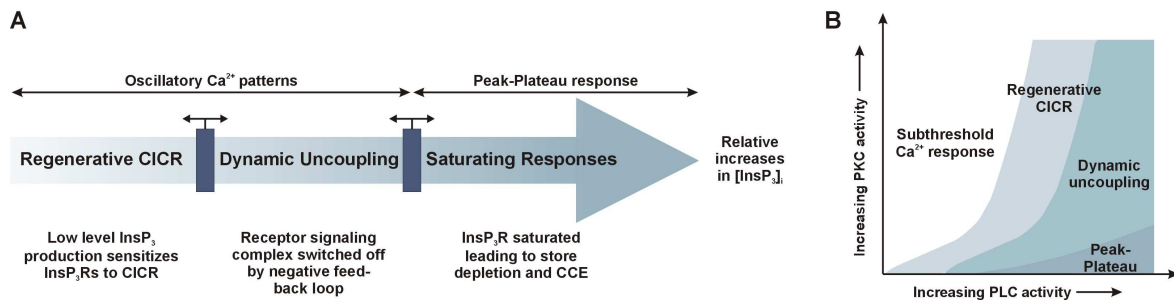 A
Oscillatory Ca²⁺ patterns
Peak-Plateau response
Regenerative CICR
Dynamic Uncoupling
Saturating Responses
Relative
increases
in [InsP₃]ᵢ
Low level InsP₃
production sensitizes
InsP₃Rs to CICR
Receptor signaling
complex switched off
by negative feed-
back loop
InsP₃R saturated
leading to store
depletion and CCE
B
Increasing PKC activity
Subthreshold
Ca²⁺ response
Regenerative
CICR
Dynamic
uncoupling
Peak-
Plateau
Increasing PLC activity